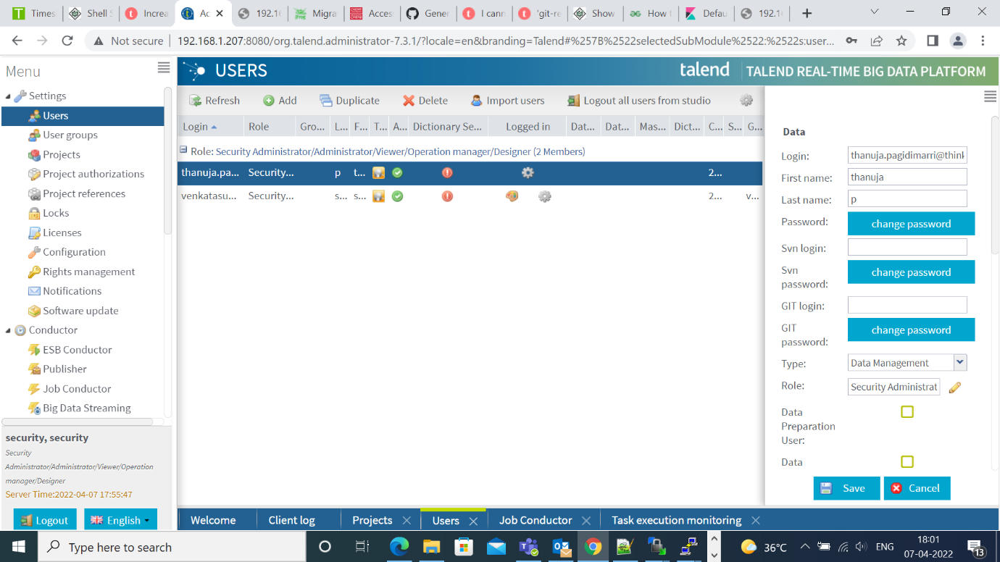 Times
Shell S
Increa
Ac
192.16
Migra
Acces
Gener
I cann
'git-re
Show
How t
Defau
192.16
Not secure
192.168.1.207:8080/org.talend.administrator-7.3.1/?locale=en&branding=Talend#%257B%2522selectedSubModule%2522:%2522s:user...
Menu
Settings
Users
User groups
Projects
Project authorizations
Project references
Locks
Licenses
Configuration
Rights management
Notifications
Software update
Conductor
ESB Conductor
Publisher
Job Conductor
Big Data Streaming
security, security
Security
Administrator/Administrator/Viewer/Operation
manager/Designer
Server Time:2022-04-07 17:55:47
Logout
English
USERS
talend
TALEND REAL-TIME BIG DATA PLATFORM
Refresh
Add
Duplicate
Delete
Import users
Logout all users from studio
Login
Role
Gro...
L...
F...
T...
A...
Dictionary Se...
Logged in
Dat...
Dat...
Mas...
Dict...
C...
S...
G...
Role: Security Administrator/Administrator/Viewer/Operation manager/Designer (2 Members)
thanuja.pa...
Security...
p
t...
2...
venkatasu...
Security...
s...
s...
2...
v...
Data
Login:
thanuja.pagidimarri@think
First name:
thanuja
Last name:
p
Password:
change password
Svn login:
Svn
password:
change password
GIT login:
GIT
password:
change password
Type:
Data Management
Role:
Security Administrat
Data
Preparation
User:
Data
Save
Cancel
Welcome
Client log
Projects
Users
Job Conductor
Task execution monitoring
Type here to search
36°C
ENG
18:01
07-04-2022
13